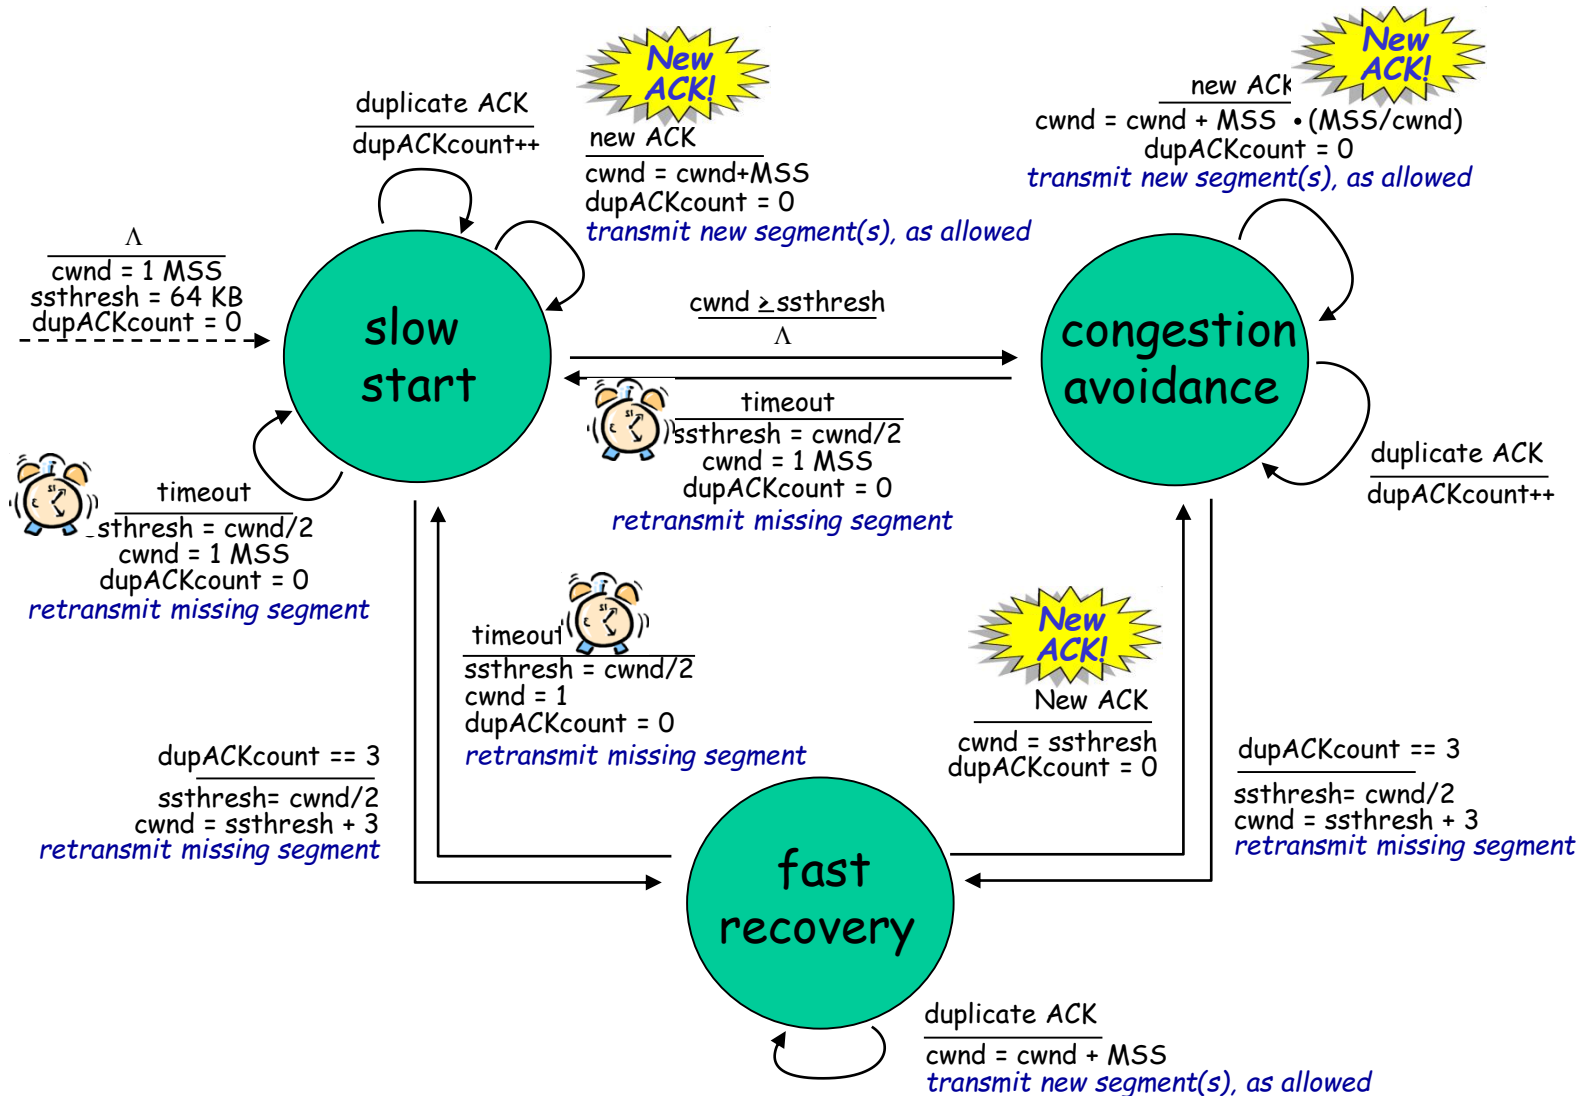 New
ACK!
duplicate ACK
dupACKcount++
new ACK
cwnd = cwnd+MSS
dupACKcount = 0
transmit new segment(s), as allowed
New
ACK!
new ACK
cwnd = cwnd + MSS • (MSS/cwnd)
dupACKcount = 0
transmit new segment(s), as allowed
Λ
cwnd = 1 MSS
ssthresh = 64 KB
dupACKcount = 0
slow
start
cwnd ≥ ssthresh
Λ
congestion
avoidance
timeout
ssthresh = cwnd/2
cwnd = 1 MSS
dupACKcount = 0
retransmit missing segment
duplicate ACK
dupACKcount++
timeout
sthresh = cwnd/2
cwnd = 1 MSS
dupACKcount = 0
retransmit missing segment
timeout
ssthresh = cwnd/2
cwnd = 1
dupACKcount = 0
retransmit missing segment
New
ACK!
New ACK
cwnd = ssthresh
dupACKcount = 0
dupACKcount == 3
ssthresh= cwnd/2
cwnd = ssthresh + 3
retransmit missing segment
dupACKcount == 3
ssthresh= cwnd/2
cwnd = ssthresh + 3
retransmit missing segment
fast
recovery
duplicate ACK
cwnd = cwnd + MSS
transmit new segment(s), as allowed